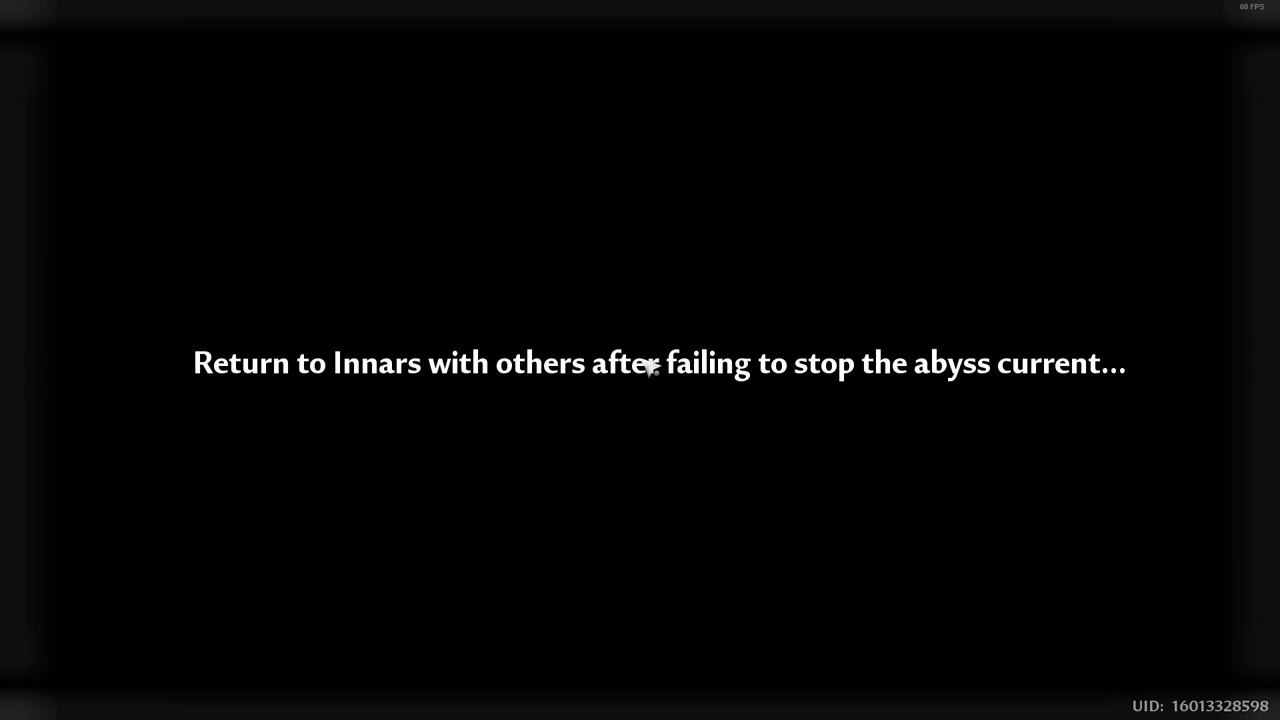 60 FPS
Return to Innars with others after failing to stop the abyss current...
UID: 16013328598